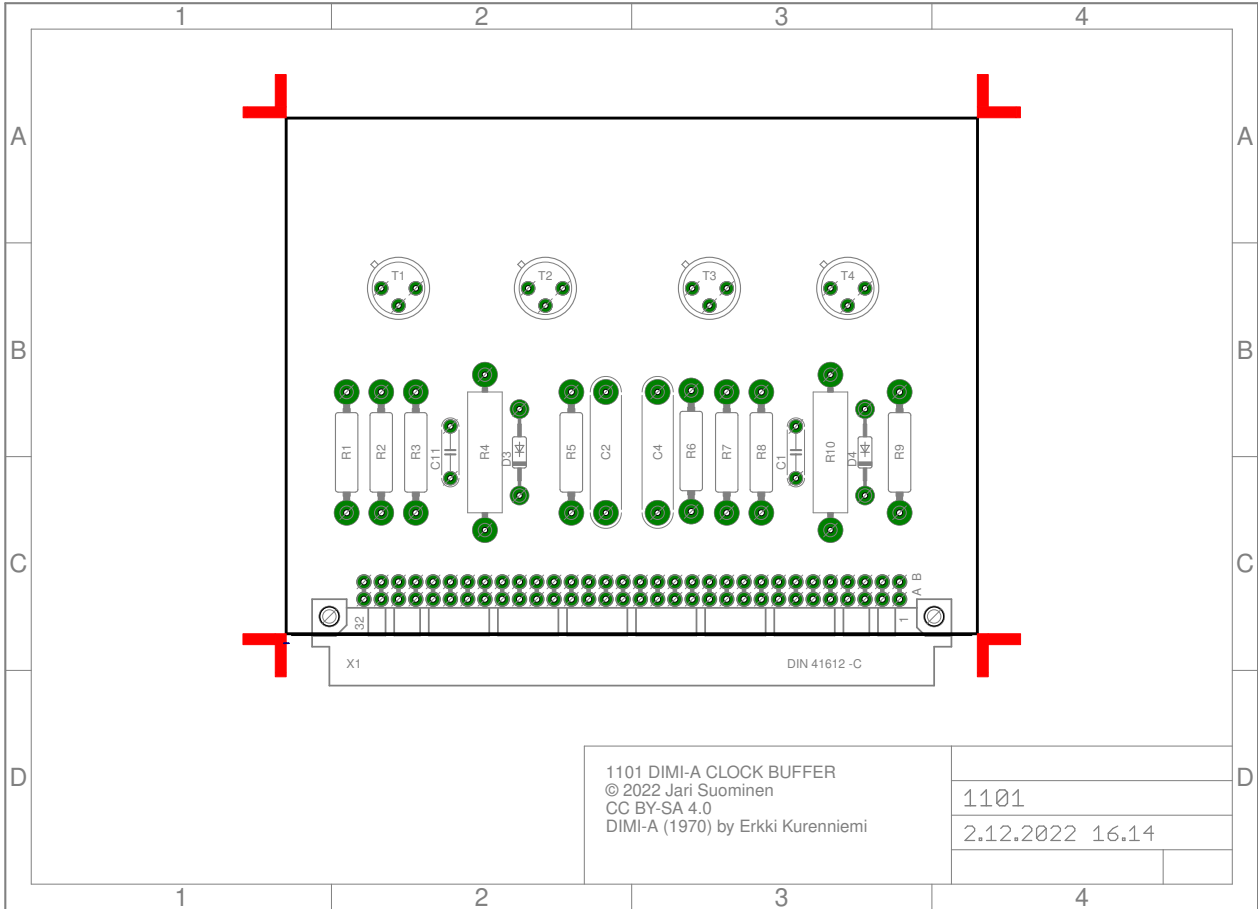 1 2 3 4
A A
T1 T2 T3 T4
B B
R1 R2 R3 C11 R4 D3 R5 C2 C4 R6 R7 R8 C1 R10 D4 R9
C C
B
A
32 1
X1 DIN 41612 -C
D D
1101 DIMI-A CLOCK BUFFER
© 2022 Jari Suominen
CC BY-SA 4.0
DIMI-A (1970) by Erkki Kurenniemi
1101
2.12.2022 16.14
1 2 3 4